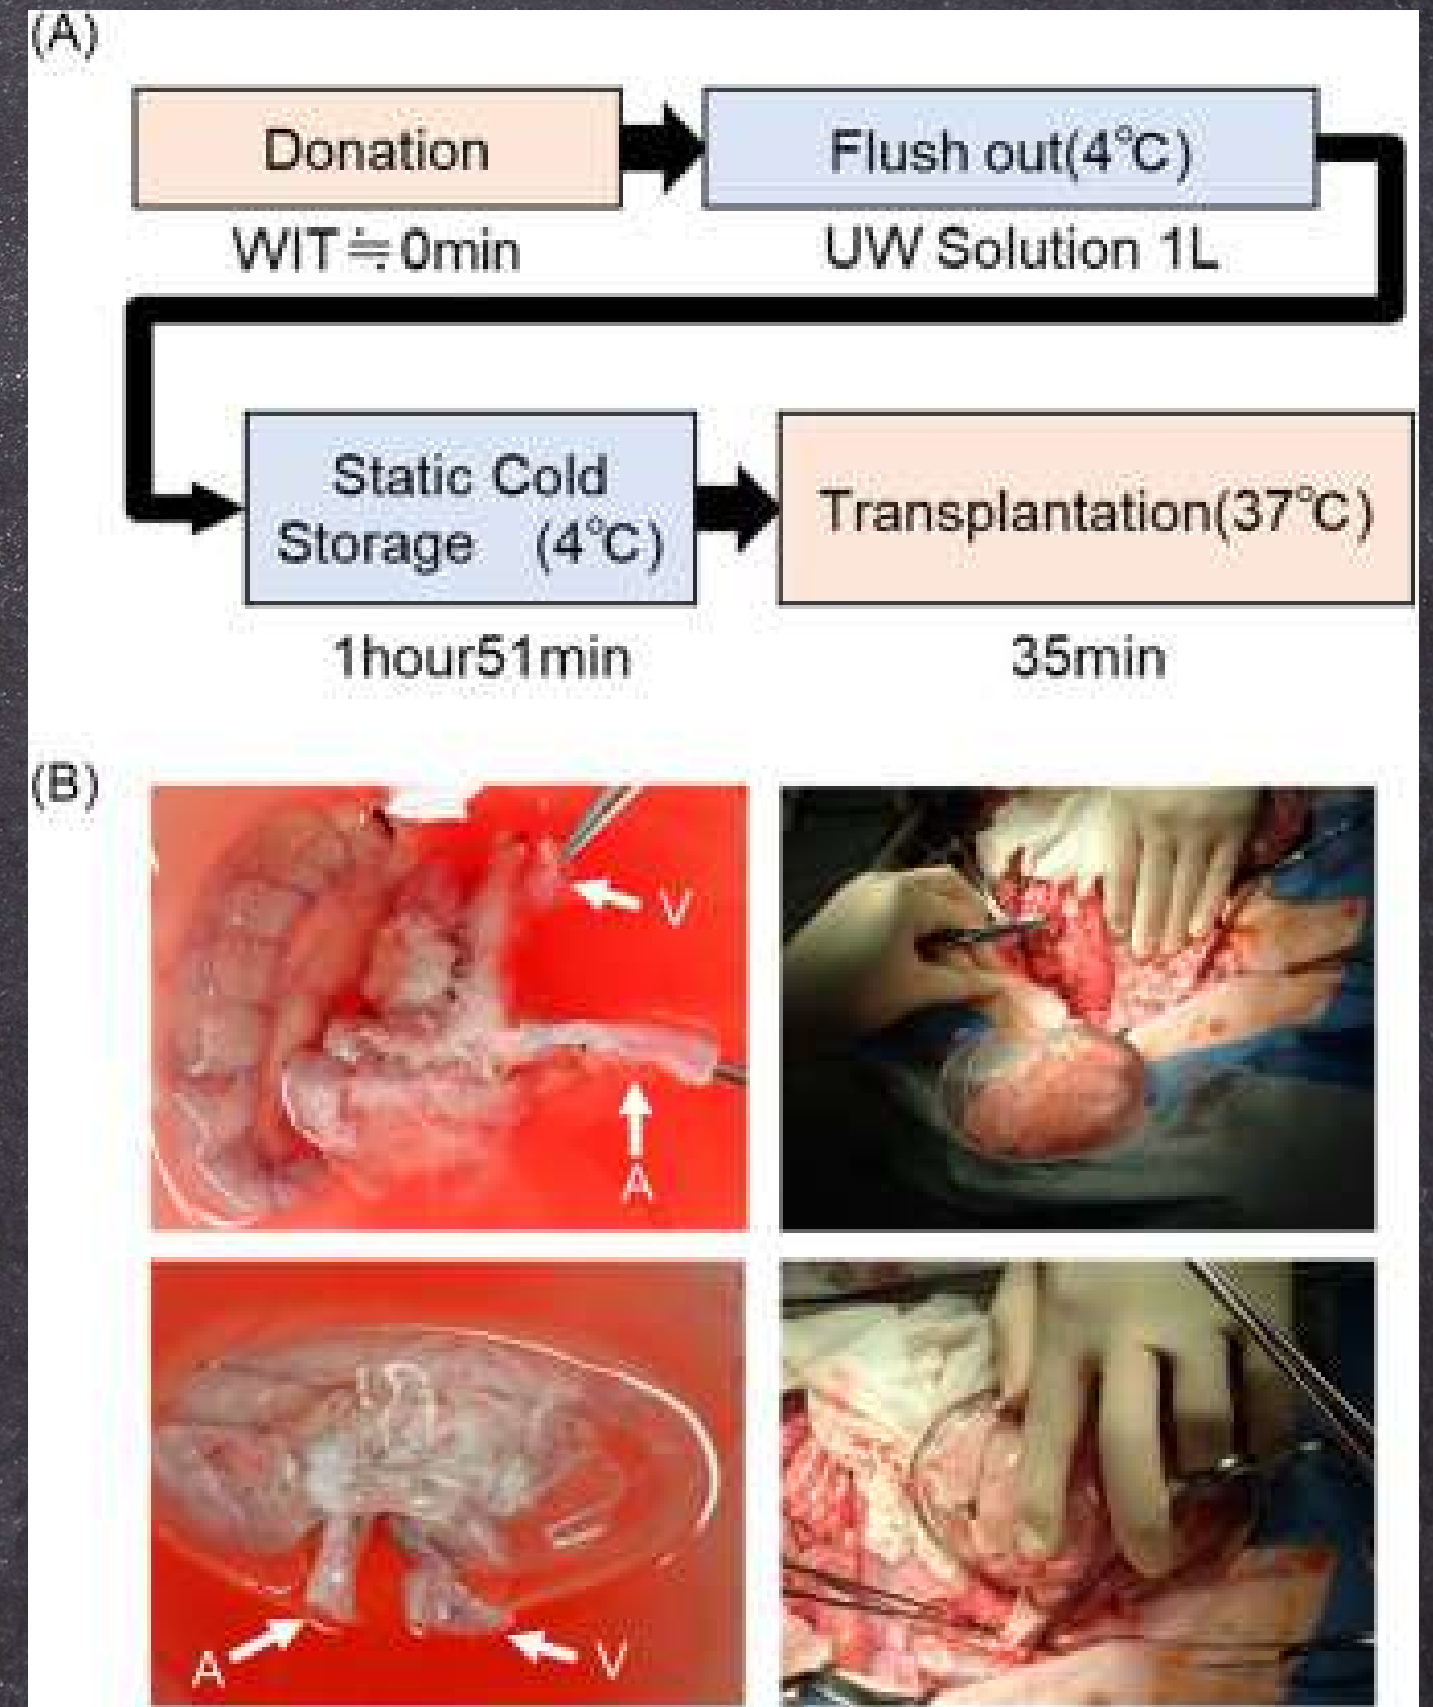 (A)
Donation
Flush out(4℃)
WIT≒0min
UW Solution 1L
Static Cold
Storage (4℃)
Transplantation(37℃)
1hour51min
35min
(B)
V
A
A
V